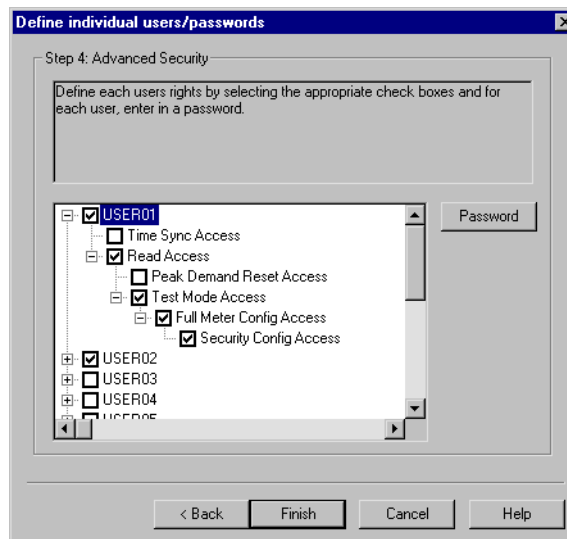 Define individual users/passwords
Step 4: Advanced Security
Define each users rights by selecting the appropriate check boxes and for
each user, enter in a password.
USER01
Password
Time Sync Access
Read Access
Peak Demand Reset Access
Test Mode Access
Full Meter Config Access
Security Config Access
USER02
USER03
USER04
USER05
< Back
Finish
Cancel
Help